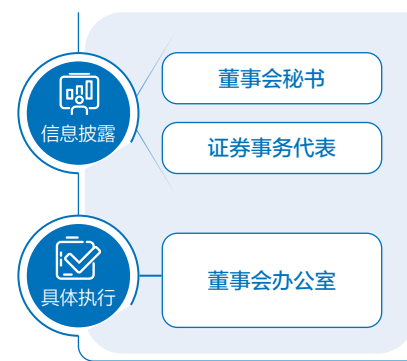 信息披露
董事会秘书
证券事务代表
具体执行
董事会办公室